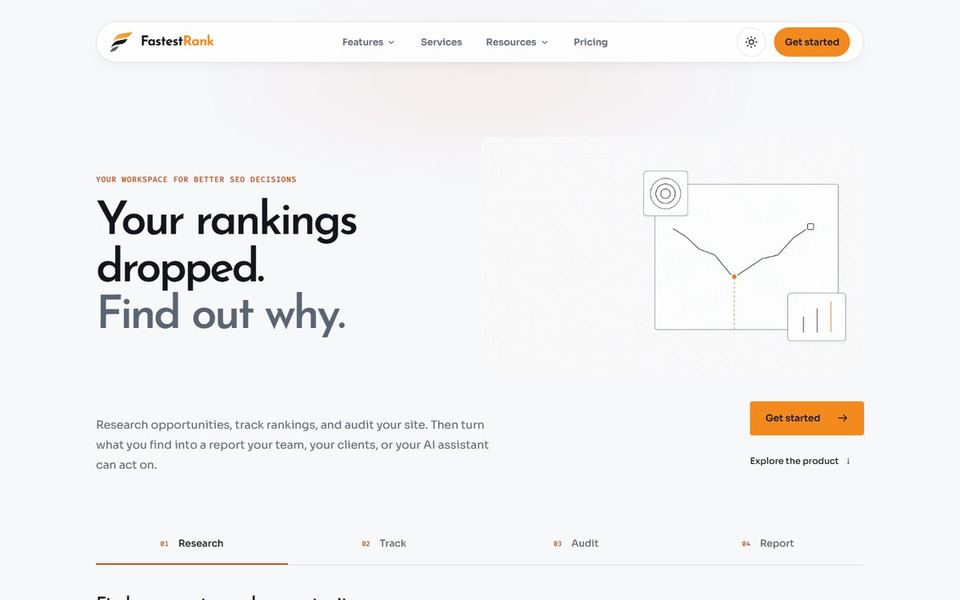 FastestRank
Features
Services
Resources
Pricing
Get started
YOUR WORKSPACE FOR BETTER SEO DECISIONS
Your rankings
dropped.
Find out why.
Research opportunities, track rankings, and audit your site. Then turn
what you find into a report your team, your clients, or your AI assistant
can act on.
Get started →
Explore the product ↓
01 Research
02 Track
03 Audit
04 Report